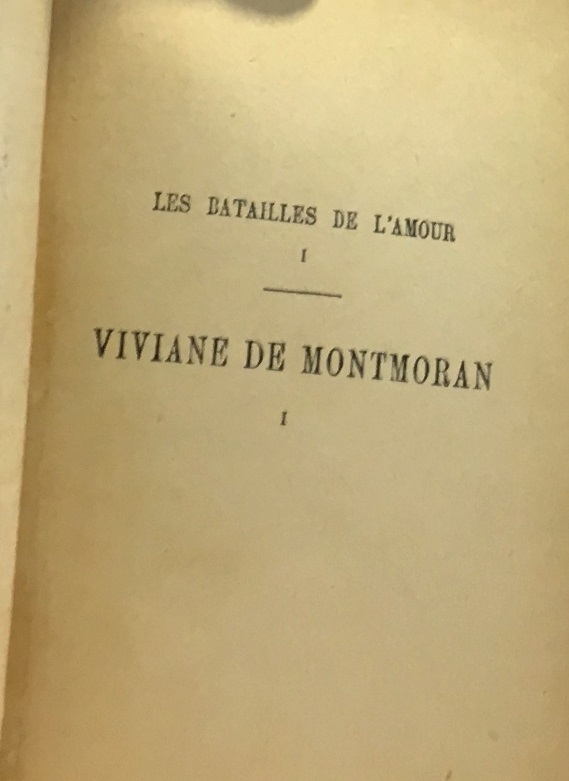 LES BATAILLES DE L'AMOUR
I
VIVIANE DE MONTMORAN
I